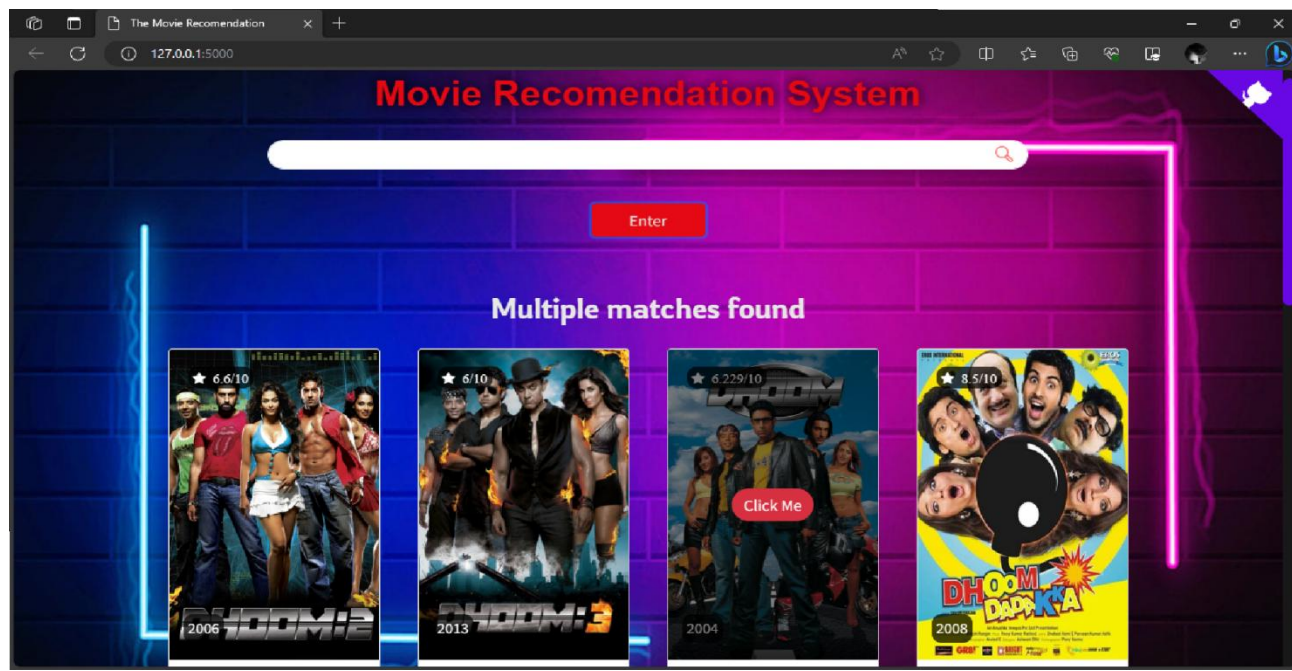 The Movie Recomendation
127.0.0.1:5000
Movie Recomendation System
Enter
Multiple matches found
6.6/10
6/10
6.229/10
8.5/10
DHOOM
Click Me
DHOOM
DADAKKA
2006
DHOOM:2
2013
DHOOM:3
2004
2008